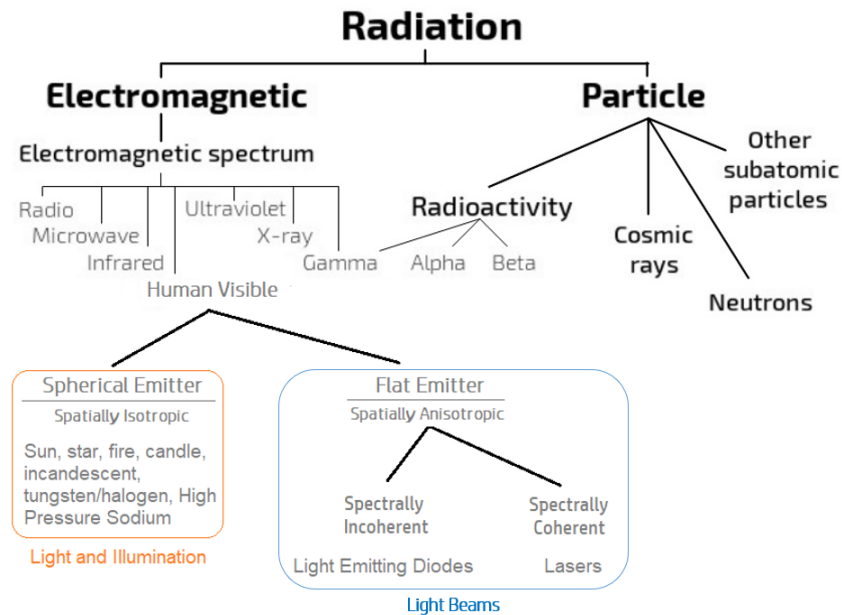 Radiation
Electromagnetic
Particle
Electromagnetic spectrum
Other
subatomic
particles
Radio
Ultraviolet
Microwave
X-ray
Infrared
Gamma
Human Visible
Radioactivity
Alpha
Beta
Cosmic
rays
Neutrons
Spherical Emitter
Spatially Isotropic
Sun, star, fire, candle,
incandescent,
tungsten/halogen, High
Pressure Sodium
Light and Illumination
Flat Emitter
Spatially Anisotropic
Spectrally
Incoherent
Light Emitting Diodes
Spectrally
Coherent
Lasers
Light Beams